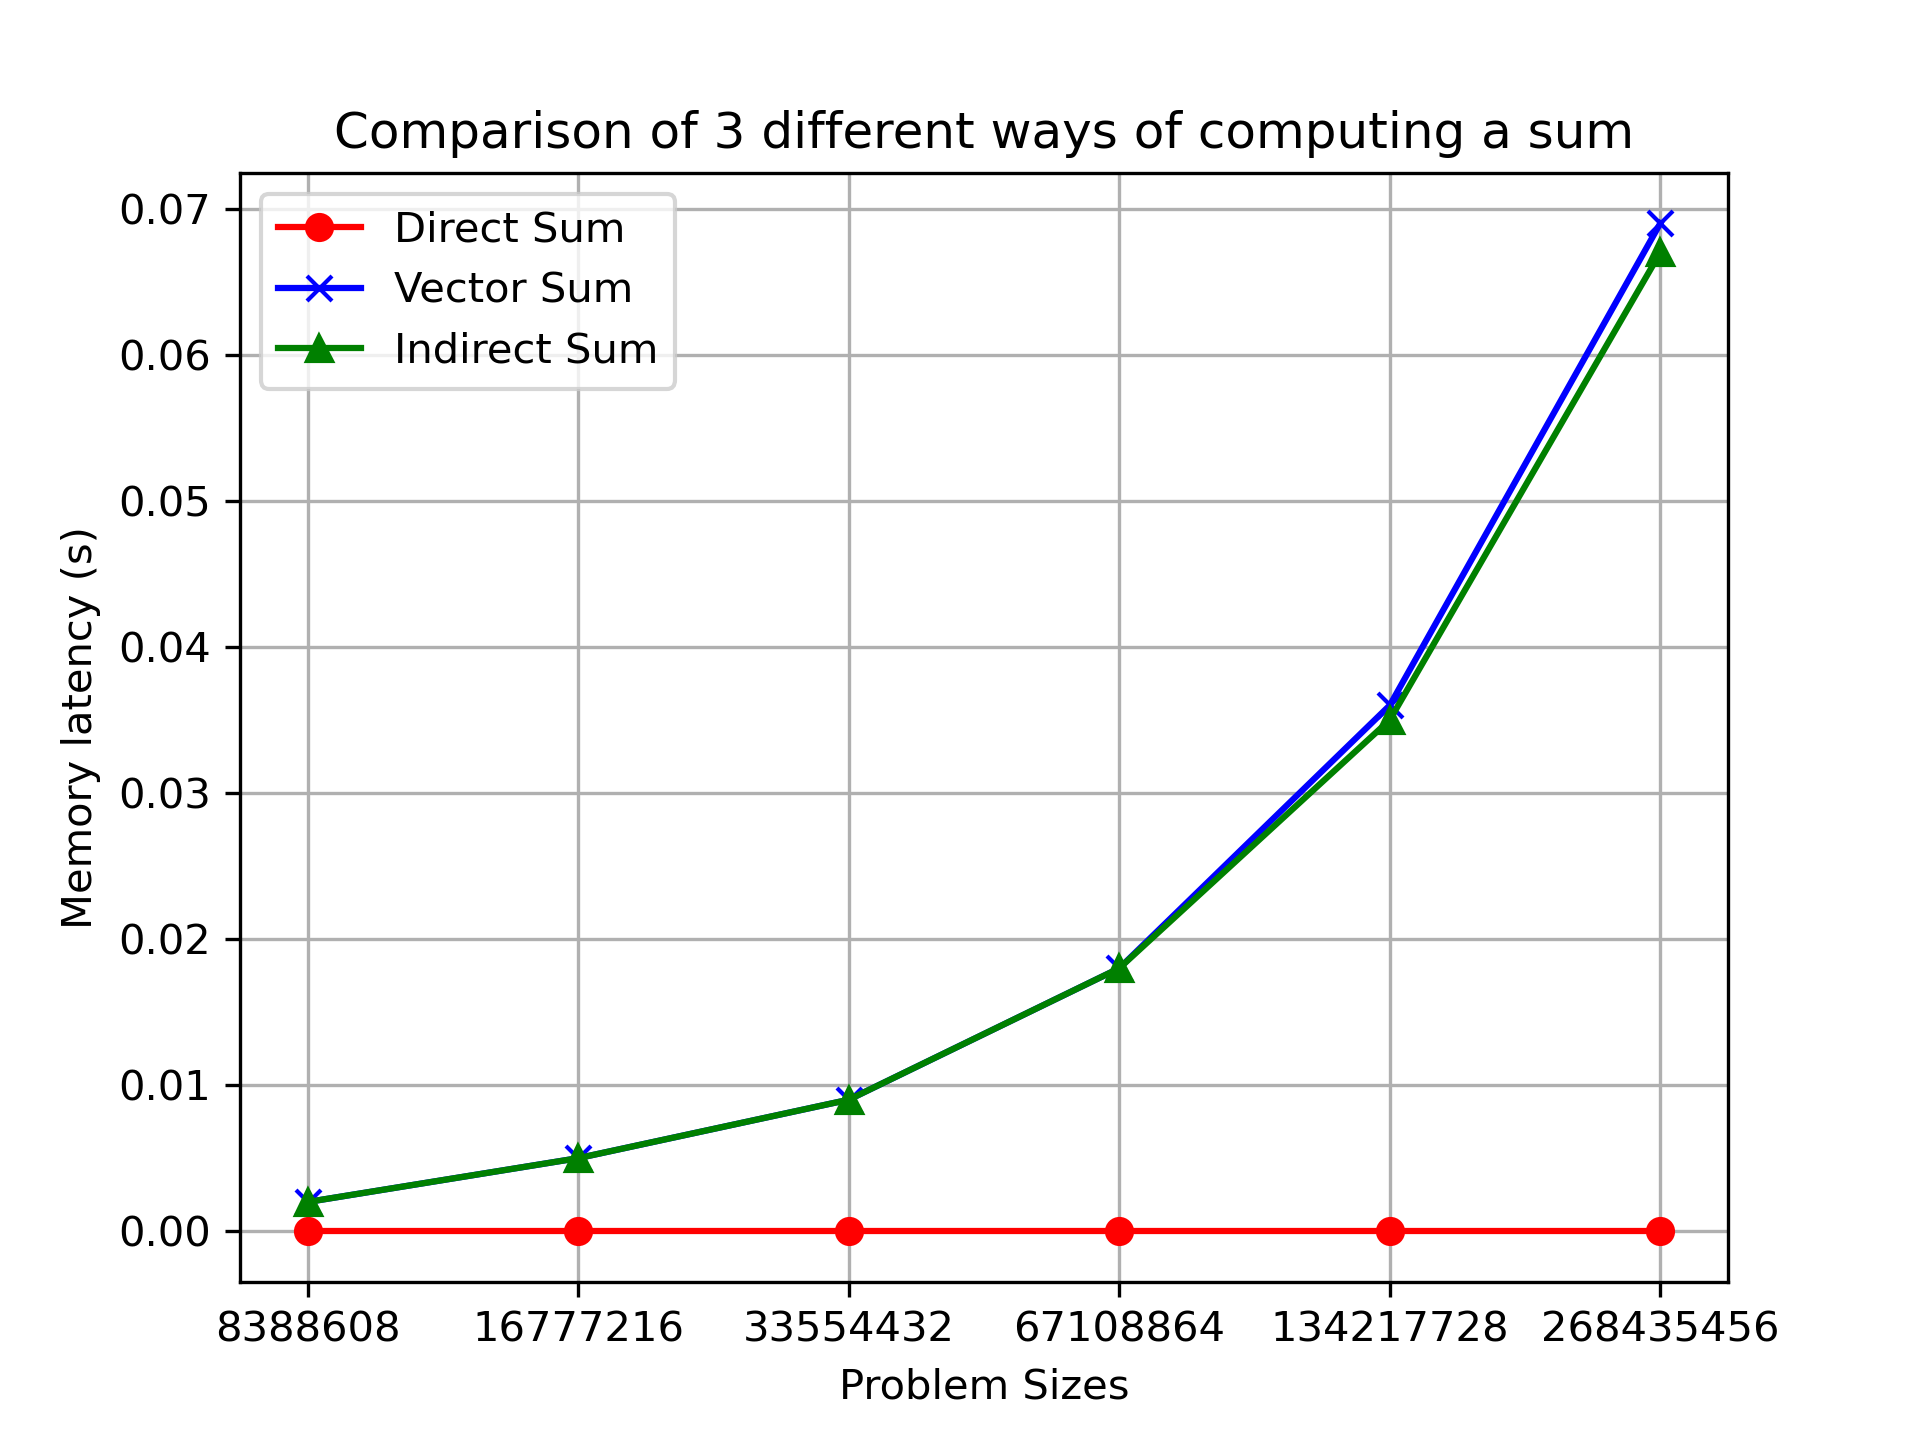 Comparison of 3 different ways of computing a sum
Direct Sum
Vector Sum
Indirect Sum
0.07
0.06
0.05
0.04
0.03
0.02
0.01
0.00
Memory latency (s)
8388608 16777216 33554432 67108864 134217728 268435456
Problem Sizes